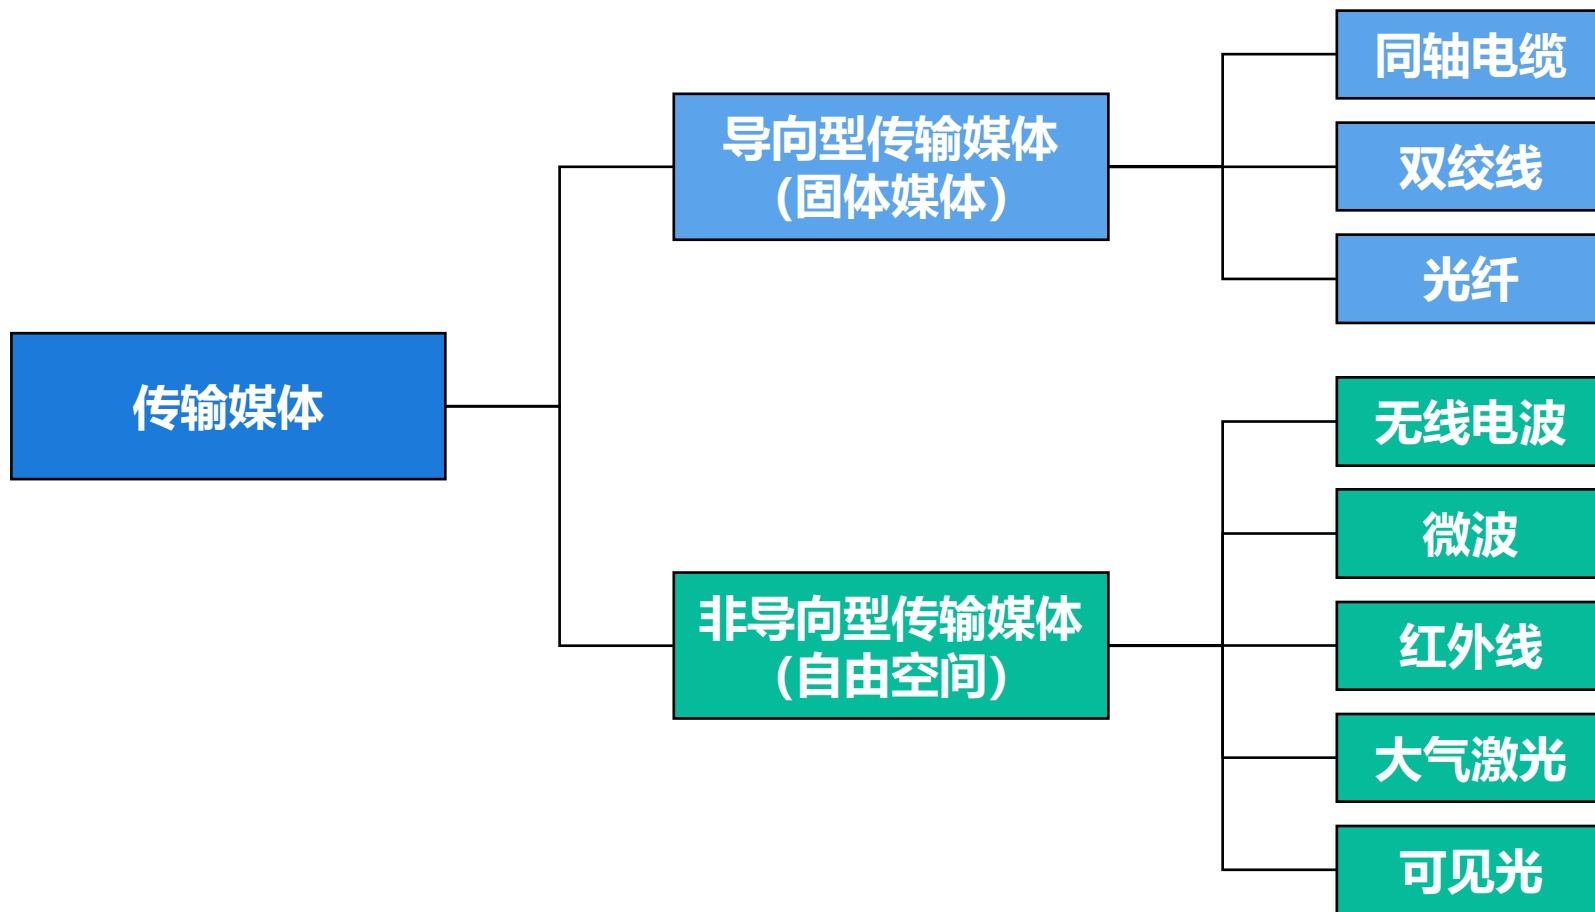 传输媒体
导向型传输媒体
(固体媒体)
同轴电缆
双绞线
光纤
非导向型传输媒体
(自由空间)
无线电波
微波
红外线
大气激光
可见光